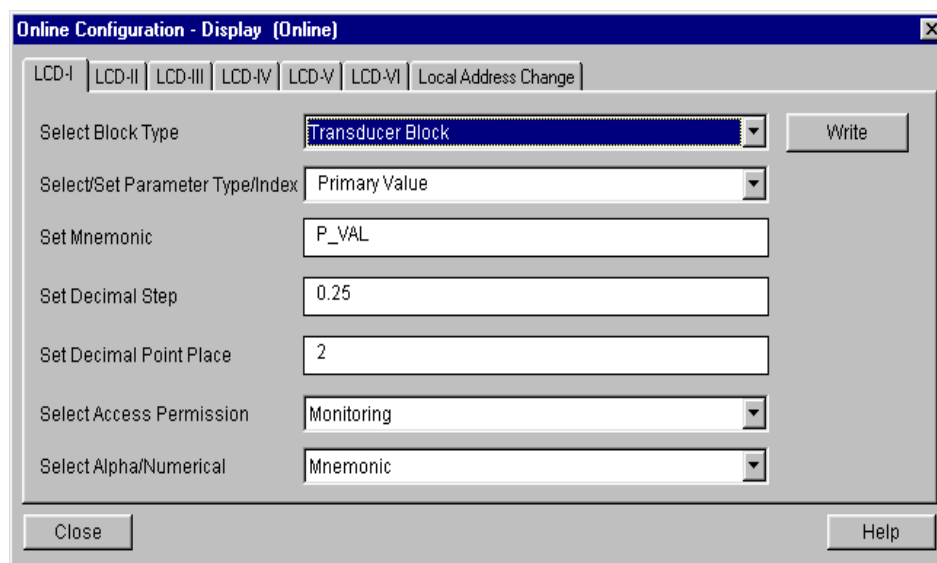 Online Configuration - Display (Online)
LCD-I LCD-II LCD-III LCD-IV LCD-V LCD-VI Local Address Change
Select Block Type Transducer Block Write
Select/Set Parameter Type/Index Primary Value
Set Mnemonic P_VAL
Set Decimal Step 0.25
Set Decimal Point Place 2
Select Access Permission Monitoring
Select Alpha/Numerical Mnemonic
Close Help